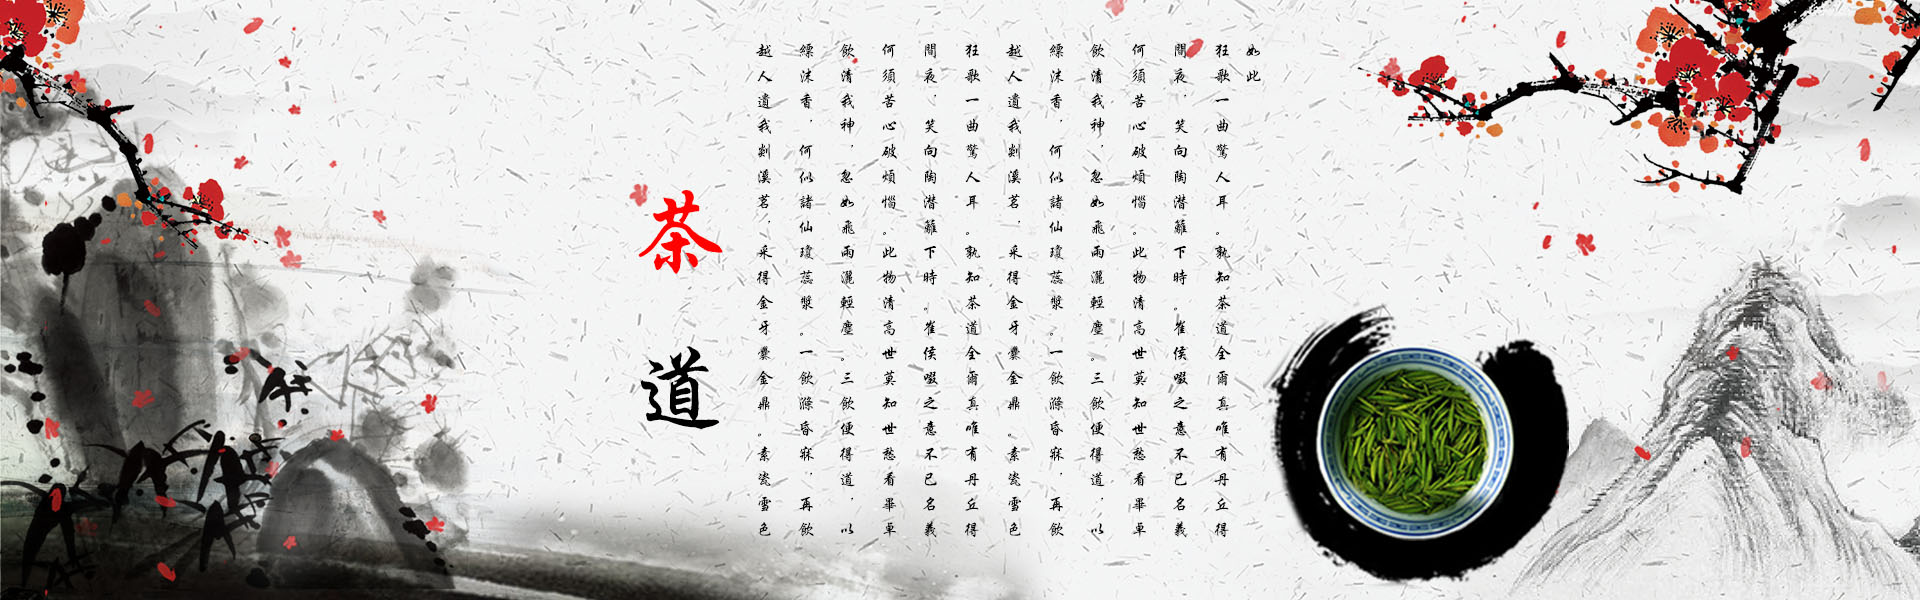 茶道
越人遺我剡溪茗，采得金牙爨金鼎。素瓷雪色
縹沫香，何似諸仙瓊蕊漿。一飲滌昏寐，再飲
飲清我神，忽如飛雨灑輕塵。三飲便得道，以
何須苦心破煩惱。此物清高世莫知世愁看畢卓
間夜，笑向陶潛籬下時。崔侯啜之意不已名義
狂歌一曲驚人耳。孰知茶道全爾真唯有丹丘得
越人遺我剡溪茗，采得金牙爨金鼎。素瓷雪色
縹沫香，何似諸仙瓊蕊漿。一飲滌昏寐，再飲
飲清我神，忽如飛雨灑輕塵。三飲便得道，以
何須苦心破煩惱。此物清高世莫知世愁看畢卓
間夜，笑向陶潛籬下時。崔侯啜之意不已名義
狂歌一曲驚人耳。孰知茶道全爾真唯有丹丘得
如此